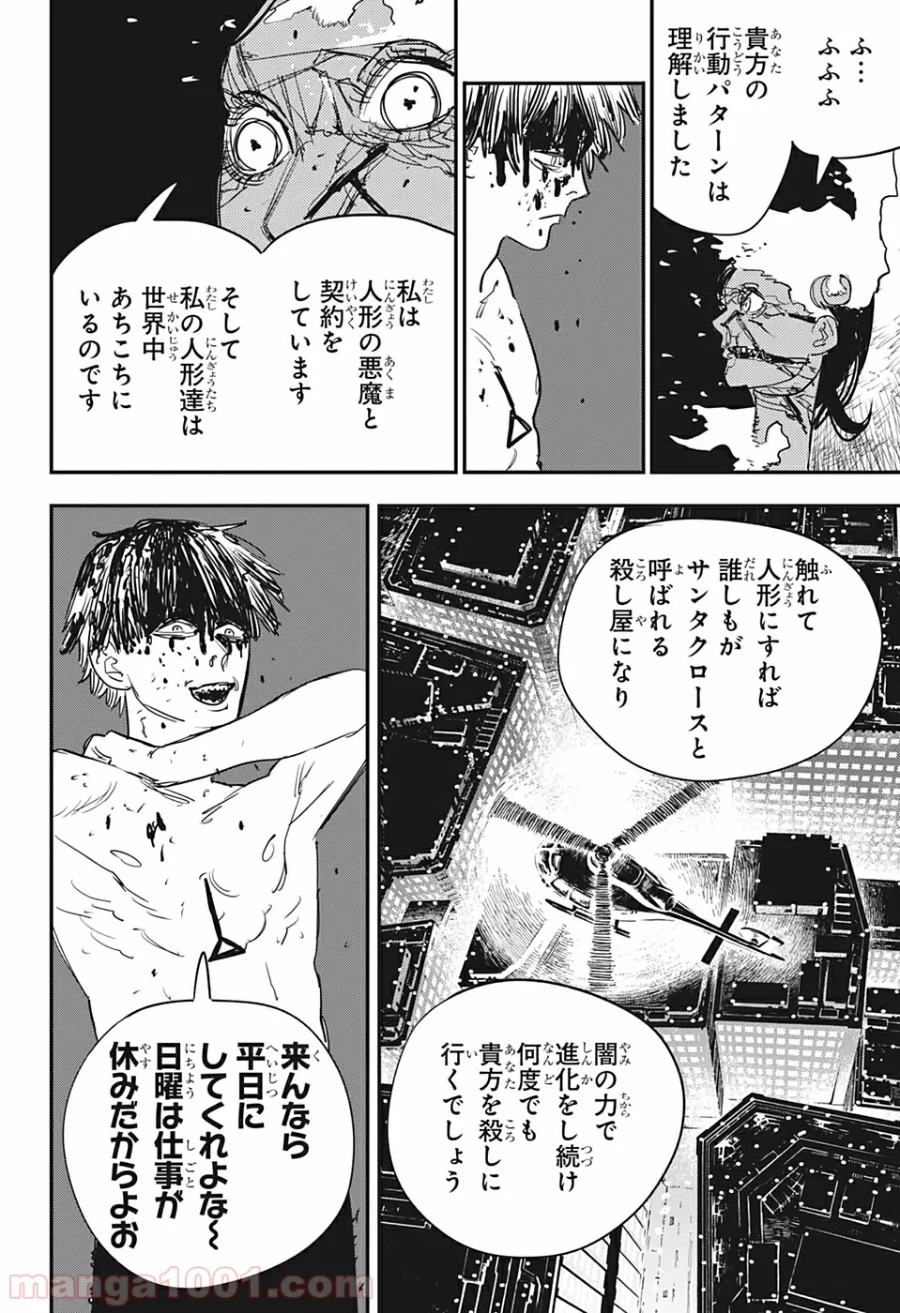 ふ…
ふふふ
貴方の
行動パターンは
理解しました
私は
人形の悪魔と
契約を
しています
そして
私の人形達は
世界中
あちこちに
いるのです
触れて
人形にすれば
誰しもが
サンタクロースと
呼ばれる
殺し屋になり
闇の力で
進化をし続け
何度でも
貴方を殺しに
行くでしょう
来んなら
平日に
してくれよな〜
日曜は仕事が
休みだからよお
manga1001.com